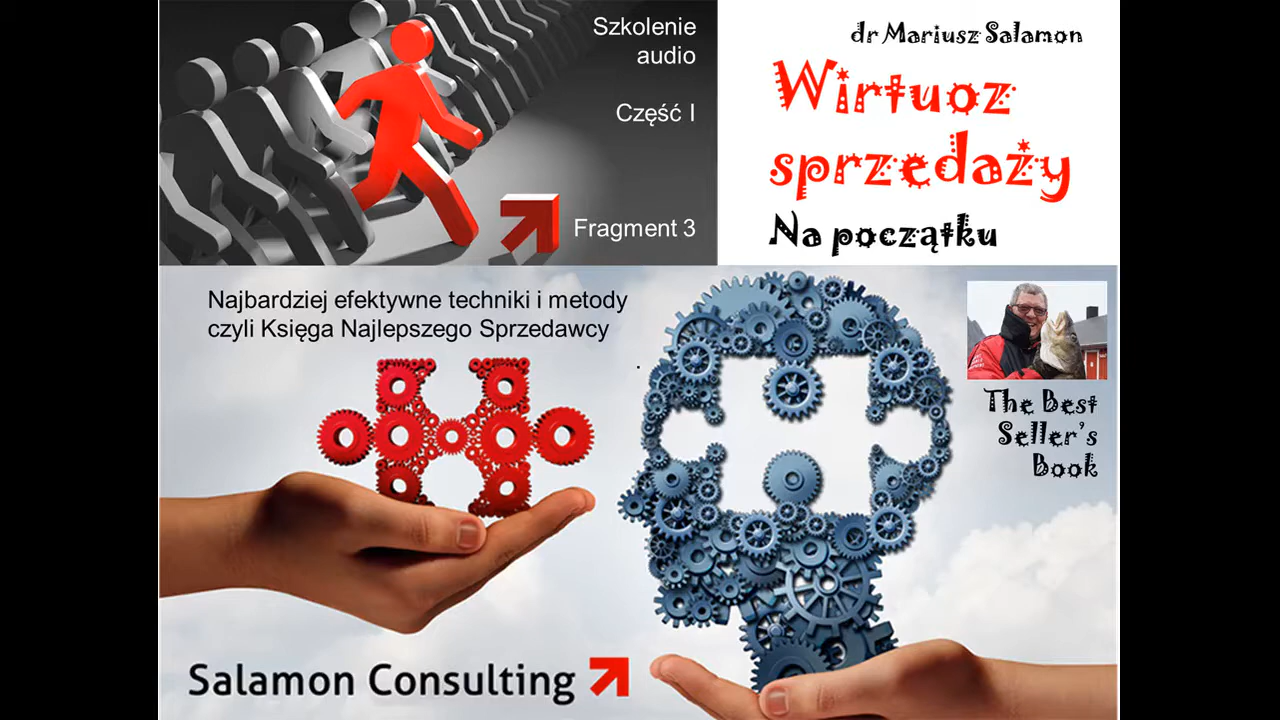 Szkolenie
audio
Część I
Fragment 3
dr Mariusz Salamon
Wirtuoz
sprzedaży
Na początku
Najbardziej efektywne techniki i metody
czyli Księga Najlepszego Sprzedawcy
The Best
Seller's
Book
Salamon Consulting